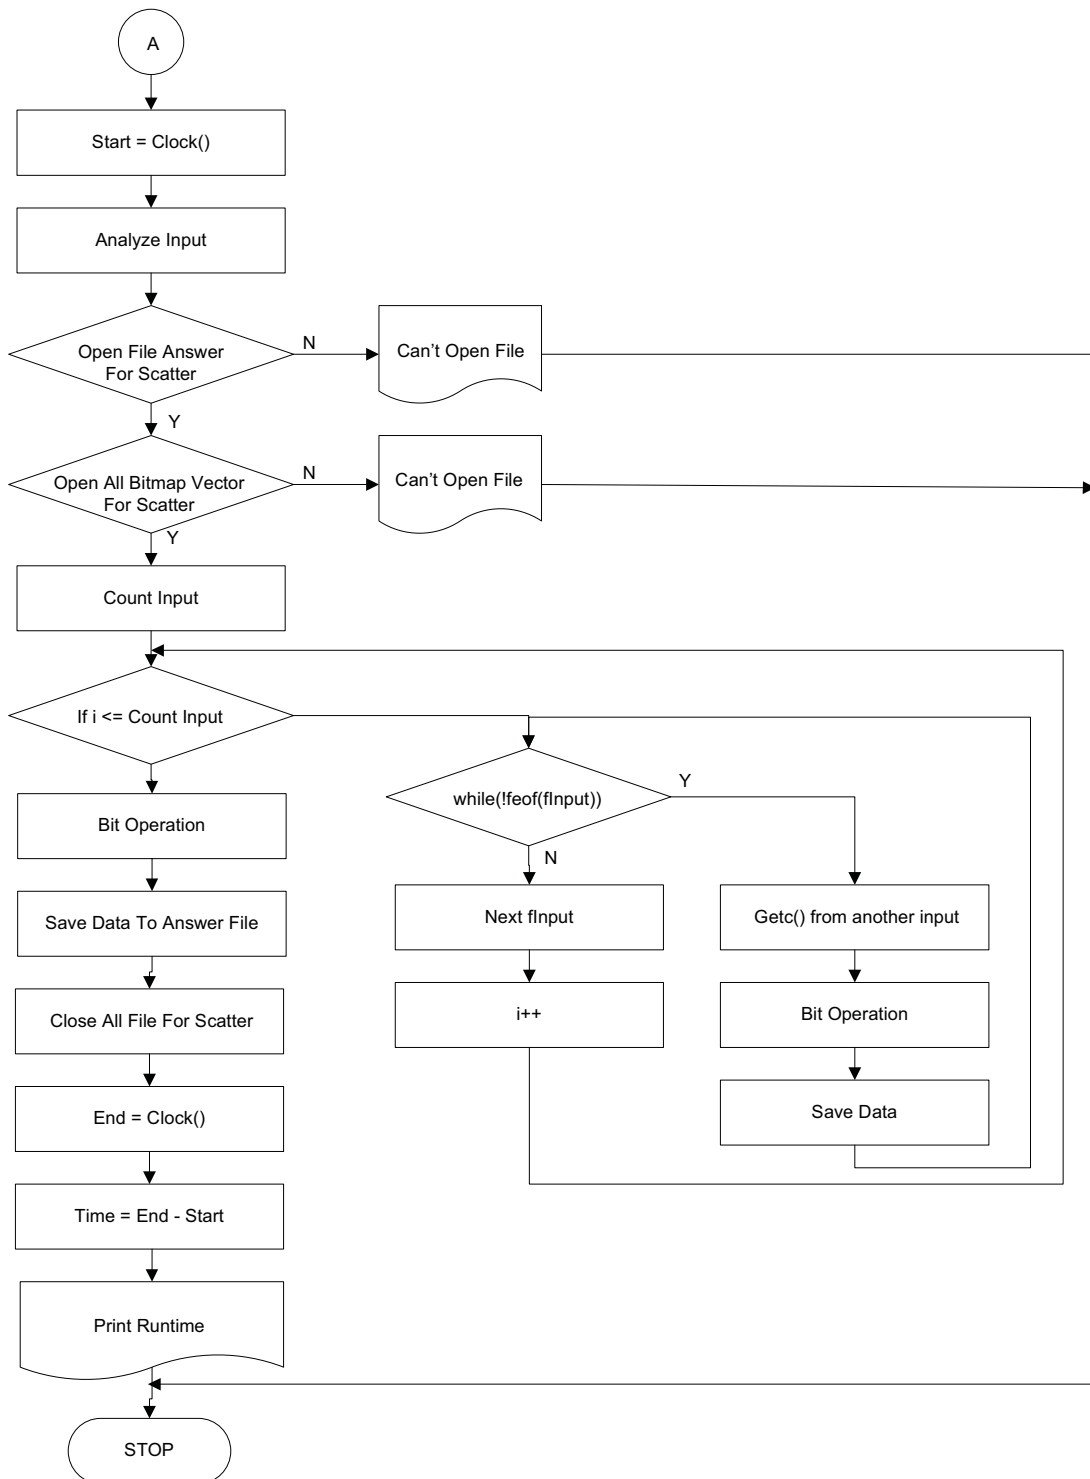 A
Start = Clock()
Analyze Input
Open File Answer
For Scatter
N
Can't Open File
Y
Open All Bitmap Vector
For Scatter
N
Can't Open File
Y
Count Input
If i <= Count Input
while(!feof(fInput))
Y
N
Bit Operation
Save Data To Answer File
Close All File For Scatter
End = Clock()
Time = End - Start
Print Runtime
STOP
Next fInput
i++
Getc() from another input
Bit Operation
Save Data